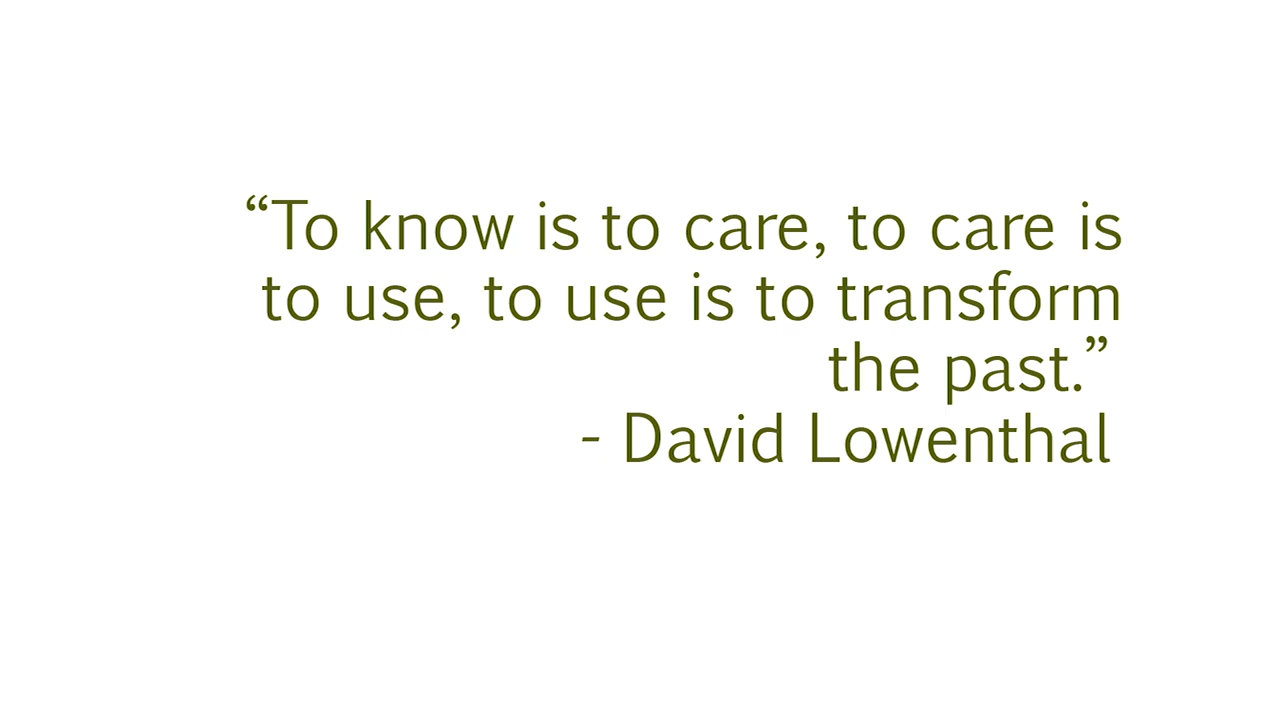 “To know is to care, to care is
to use, to use is to transform
the past.”
- David Lowenthal